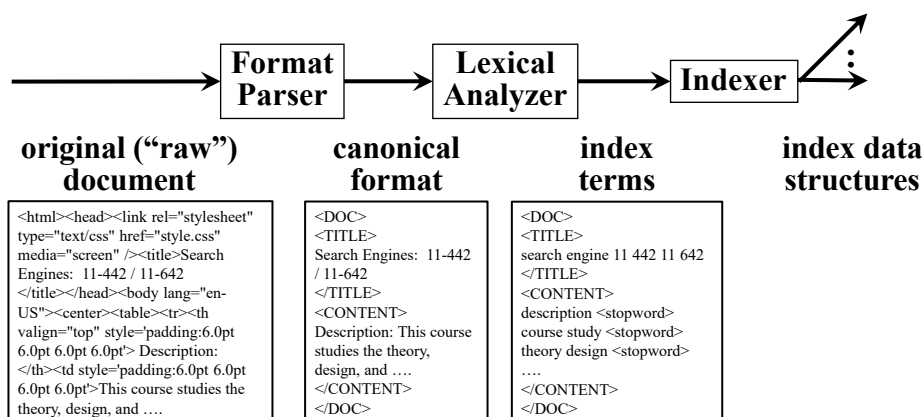 Format
Parser
Lexical
Analyzer
Indexer
⋮
original (“raw”)
document
canonical
format
index
terms
index data
structures
<html><head><link rel="stylesheet"
type="text/css" href="style.css"
media="screen" /><title>Search
Engines:  11-442 / 11-642
</title></head><body lang="en-
US"><center><table><tr><th
valign="top" style='padding:6.0pt
6.0pt 6.0pt 6.0pt'> Description:
</th><td style='padding:6.0pt 6.0pt
6.0pt 6.0pt'>This course studies the
theory, design, and ….
<DOC>
<TITLE>
Search Engines:  11-442
/ 11-642
</TITLE>
<CONTENT>
Description: This course
studies the theory,
design, and ….
</CONTENT>
</DOC>
<DOC>
<TITLE>
search engine 11 442 11 642
</TITLE>
<CONTENT>
description <stopword>
course study <stopword>
theory design <stopword>
….
</CONTENT>
</DOC>